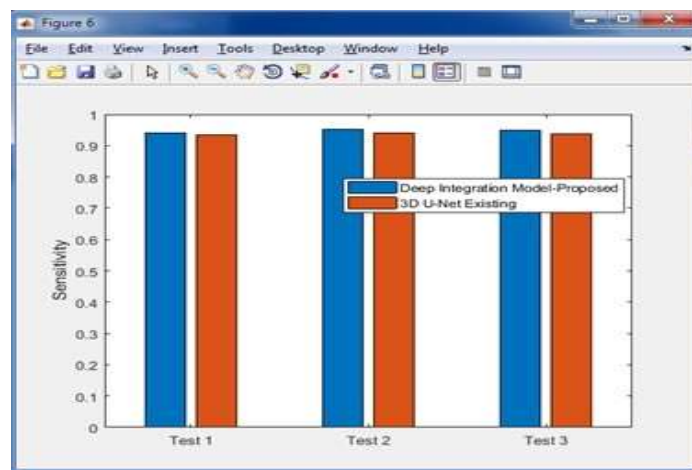 Figure 6
File Edit View Insert Tools Desktop Window Help
1
0.9
0.8
0.7
0.6
0.5
0.4
0.3
0.2
0.1
0
Sensitivity
Deep Integration Model-Proposed
3D U-Net Existing
Test 1 Test 2 Test 3